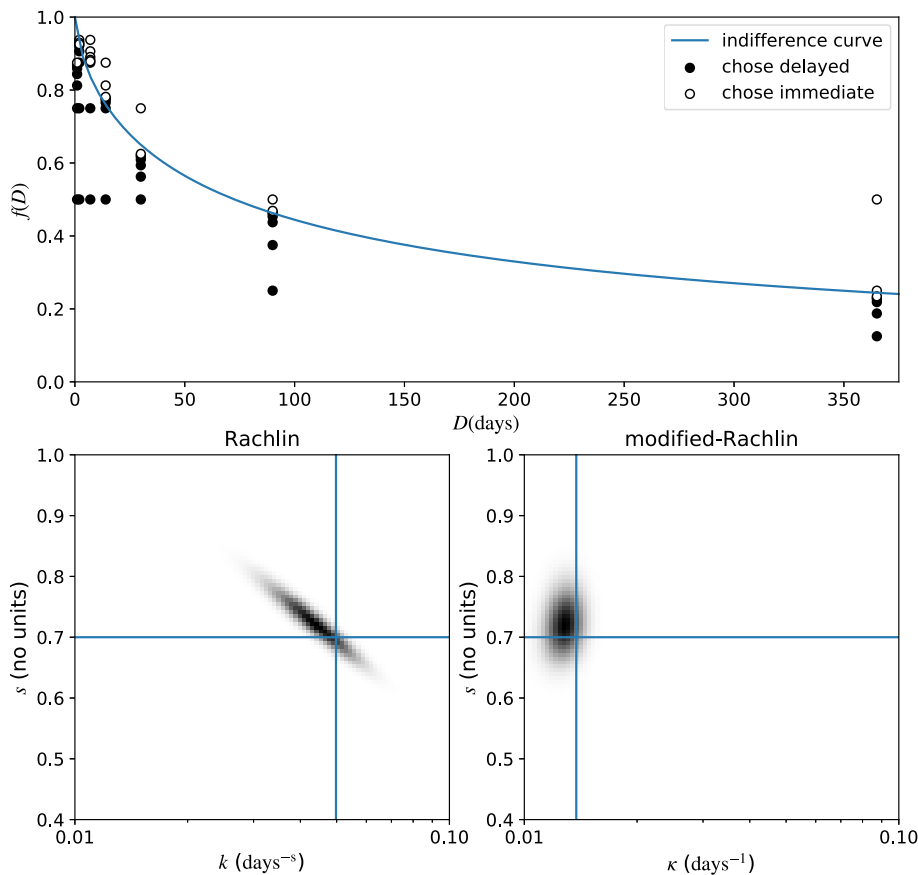 1.0
0.8
0.6
0.4
0.2
0.0
f(D)
indifference curve
chose delayed
chose immediate
0 50 100 150 200 250 300 350
D(days)
Rachlin
modified-Rachlin
1.0
0.9
0.8
0.7
0.6
0.5
0.4
s (no units)
0.01 0.10
k (days⁻ˢ)
1.0
0.9
0.8
0.7
0.6
0.5
0.4
s (no units)
0.01 0.10
κ (days⁻¹)